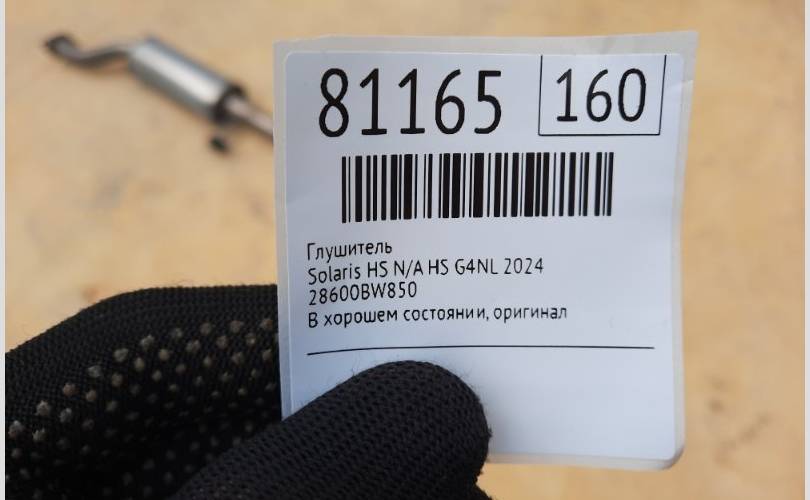 81165
160
Глушитель
Solaris HS N/A HS G4NL 2024
28600BW850
В хорошем состоянии, оригинал